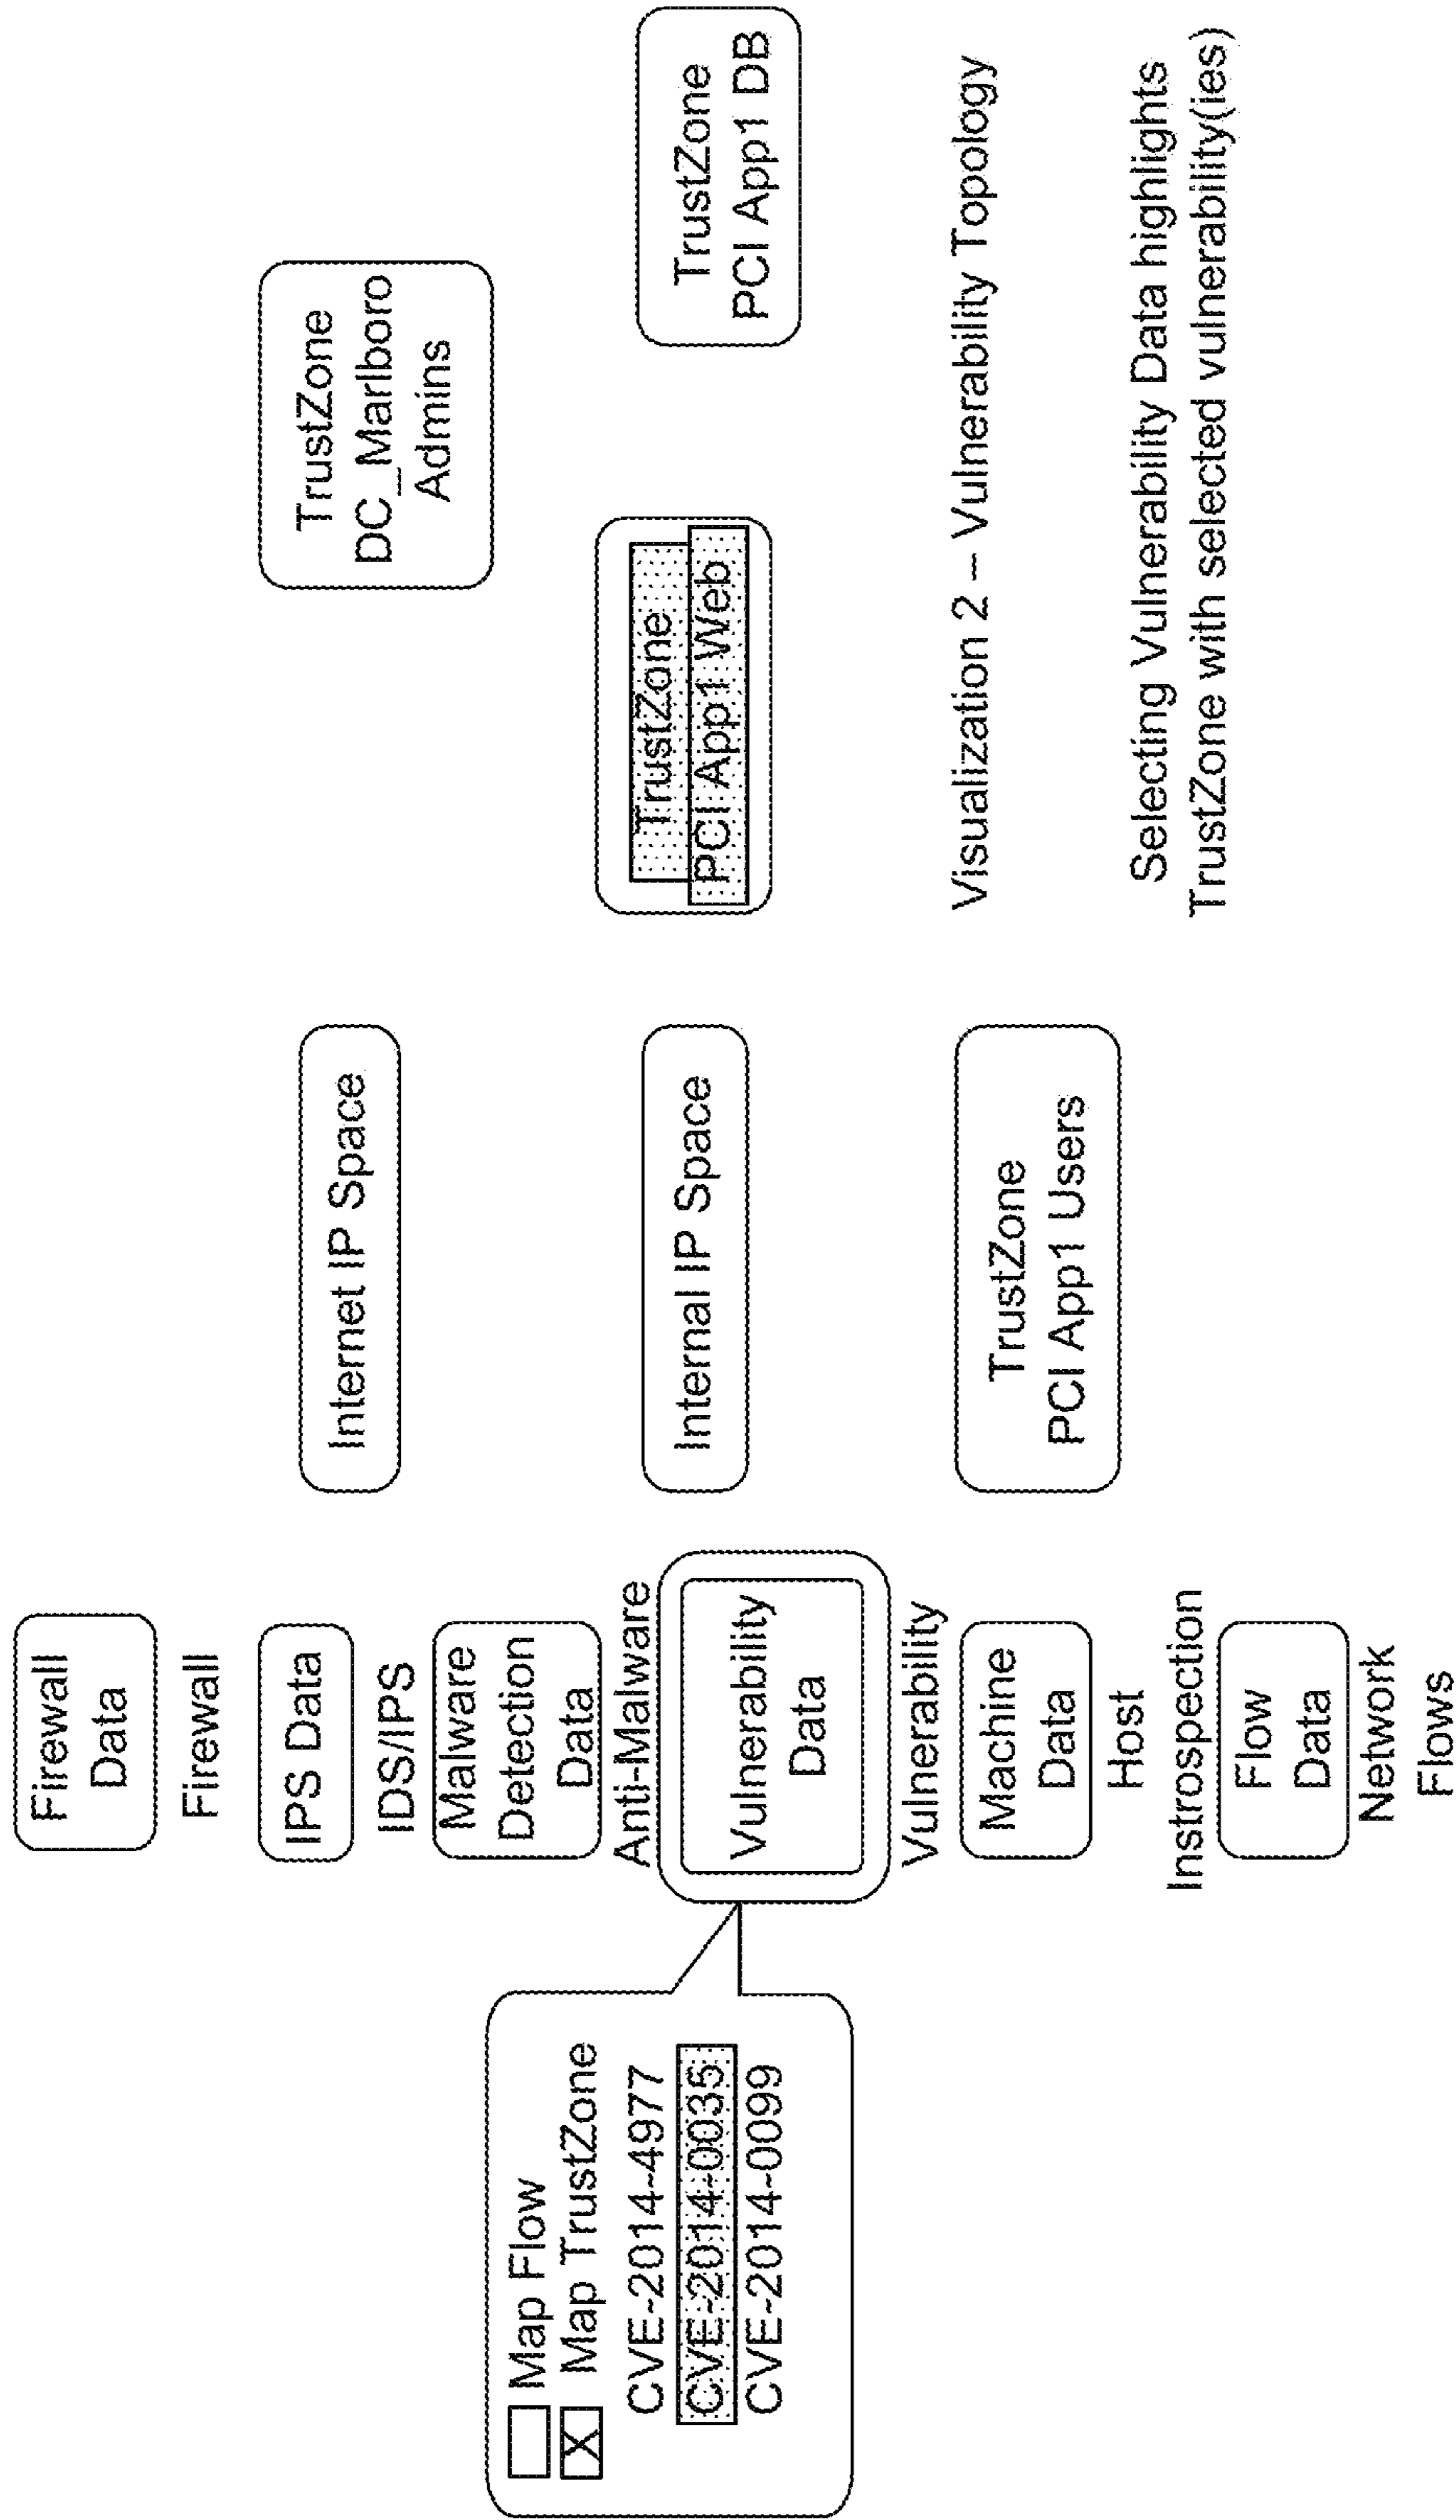 Map Flow
X Map TrustZone
CVE-2014-4977
CVE-2014-0035
CVE-2014-0099
Firewall
Data
Firewall
IPS Data
IDS/IPS
Malware
Detection
Data
Anti-Malware
Vulnerability
Data
Vulnerability
Machine
Data
Host
Instrospection
Flow
Data
Network
Flows
Internet IP Space
Internal IP Space
TrustZone
PCI App1 Users
TrustZone
DC_Marlboro
Admins
TrustZone
PCI App1 Web
TrustZone
PCI App1 DB
Visualization 2 – Vulnerability Topology
Selecting Vulnerability Data highlights
TrustZone with selected vulnerability(ies)